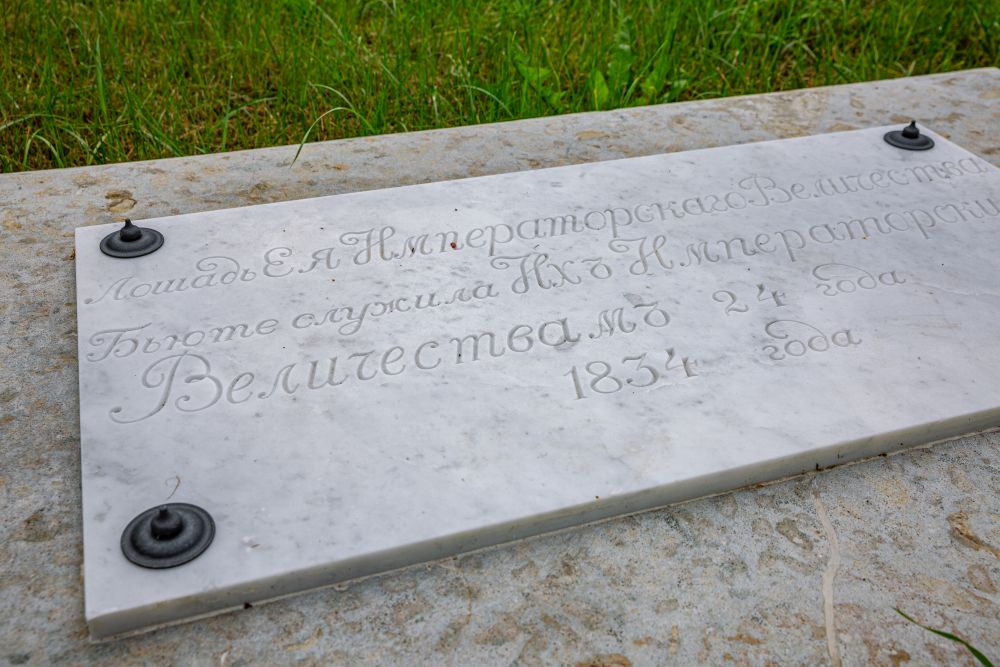 Лошадь Ея Императорскаго Величества
Бьюте служила Ихъ Императорским
Величествамъ 24 года
1834 года